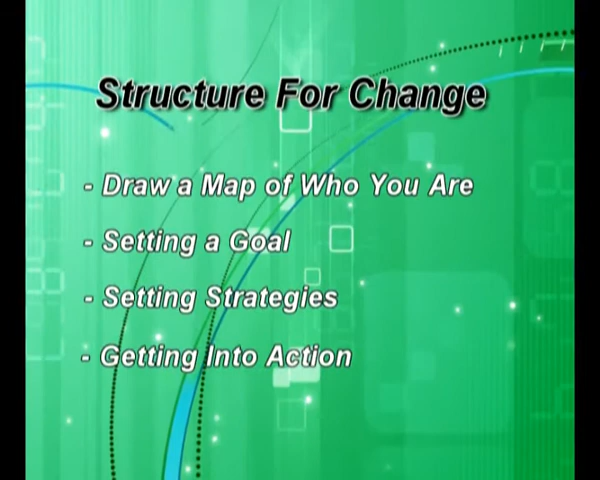 Structure For Change
- Draw a Map of Who You Are
- Setting a Goal
- Setting Strategies
- Getting Into Action